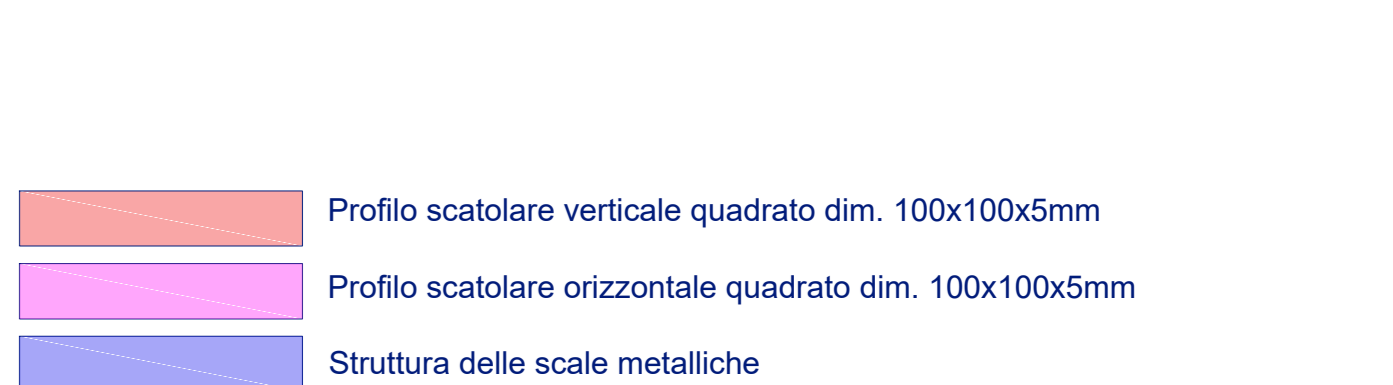 Profilo scatolare verticale quadrato dim. 100x100x5mm
Profilo scatolare orizzontale quadrato dim. 100x100x5mm
Struttura delle scale metalliche